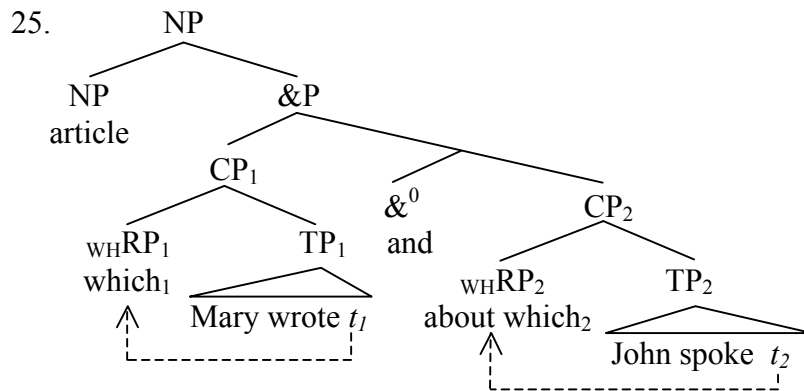 25. NP
NP &P
article
CP₁ &⁰ CP₂
and
WHRP₁ TP₁ WHRP₂ TP₂
which₁ about which₂
Mary wrote t₁ John spoke t₂